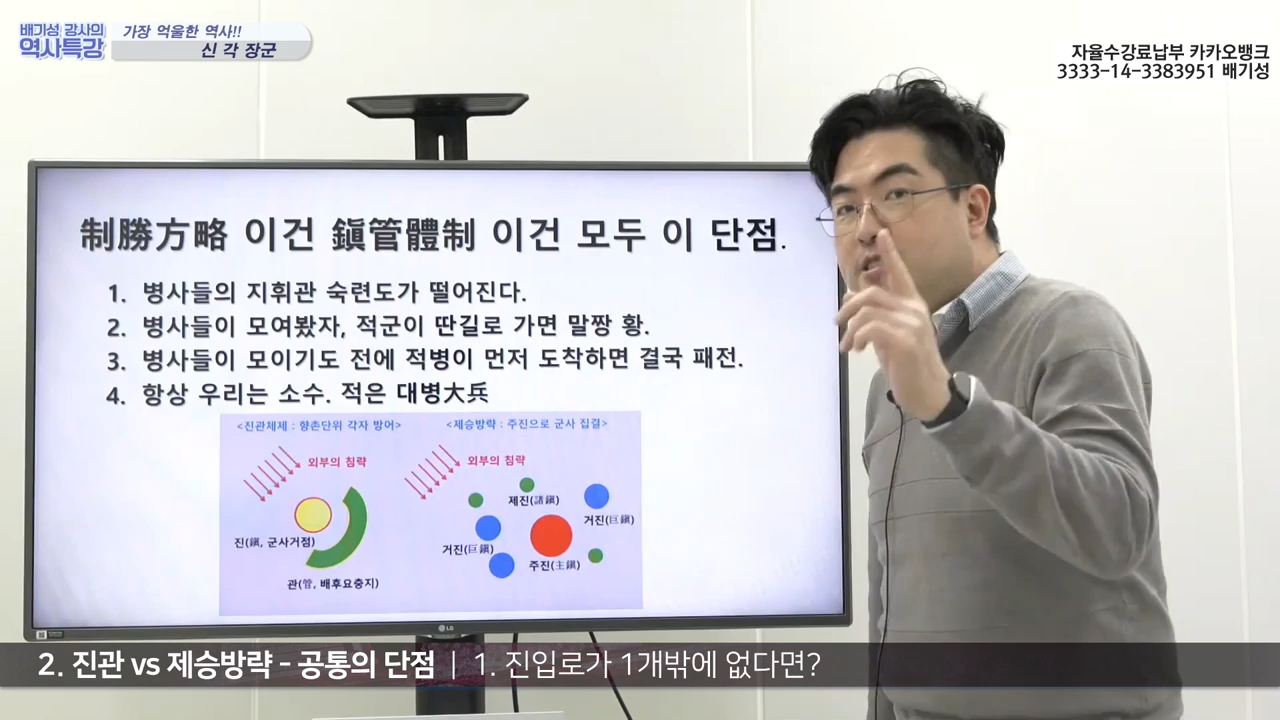 배기성 강사의
역사특강
가장 억울한 역사!!
신 각 장군
자율수강료납부 카카오뱅크
3333-14-3383951 배기성
制勝方略 이건 鎭管體制 이건 모두 이 단점.
1. 병사들의 지휘관 숙련도가 떨어진다.
2. 병사들이 모여봤자, 적군이 딴길로 가면 말짱 황.
3. 병사들이 모이기도 전에 적병이 먼저 도착하면 결국 패전.
4. 항상 우리는 소수. 적은 대병大兵
<진관체제 : 향촌단위 각자 방어>
외부의 침략
진(鎭, 군사거점)
관(管, 배후요충지)
<제승방략 : 주진으로 군사 집결>
외부의 침략
제진(諸鎭)
거진(巨鎭)
거진(巨鎭)
주진(主鎭)
LG
2. 진관 vs 제승방략 - 공통의 단점 | 1. 진입로가 1개밖에 없다면?